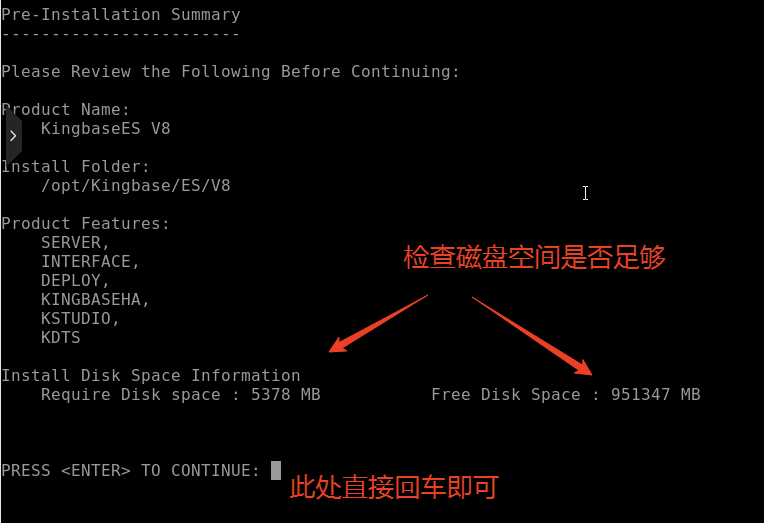 Pre-Installation Summary
------------------------
Please Review the Following Before Continuing:
Product Name:
KingbaseES V8
Install Folder:
/opt/Kingbase/ES/V8
Product Features:
SERVER,
INTERFACE,
DEPLOY,
KINGBASEHA,
KSTUDIO,
KDTS
检查磁盘空间是否足够
Install Disk Space Information
Require Disk space : 5378 MB Free Disk Space : 951347 MB
PRESS <ENTER> TO CONTINUE:
此处直接回车即可